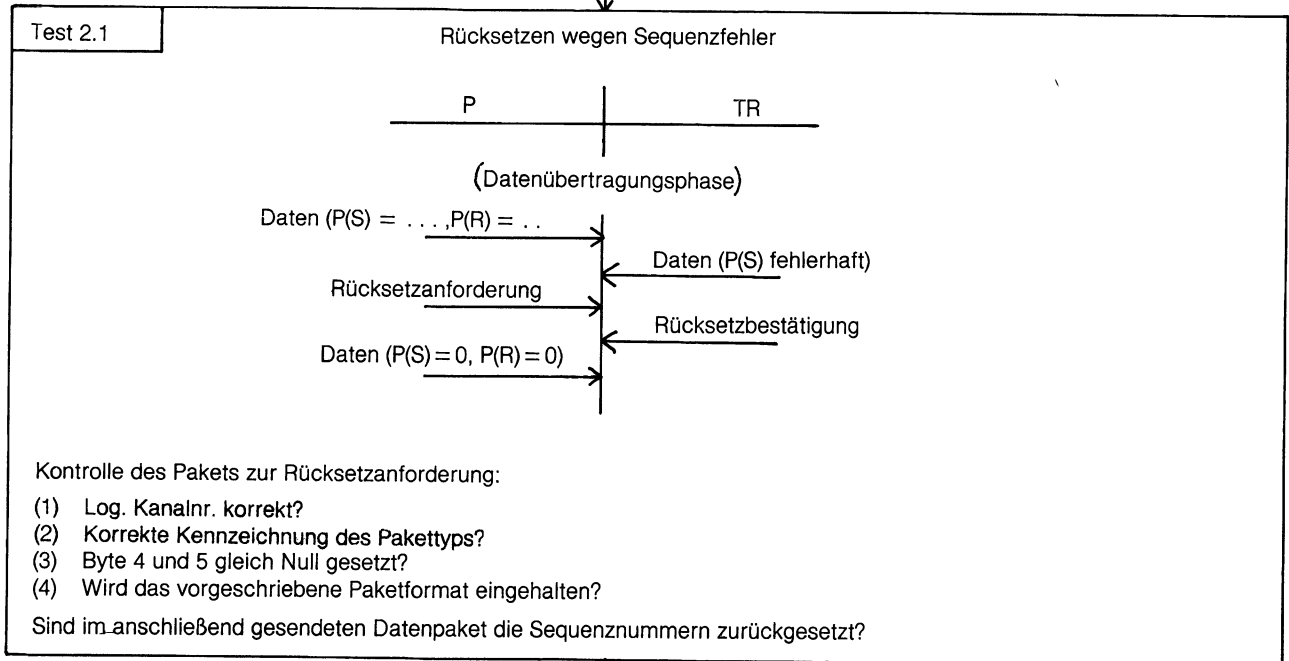 Test 2.1
Rücksetzen wegen Sequenzfehler
P
TR
(Datenübertragungsphase)
Daten (P(S) = . . . ,P(R) = . .
Daten (P(S) fehlerhaft)
Rücksetzanforderung
Rücksetzbestätigung
Daten (P(S) = 0, P(R) = 0)
Kontrolle des Pakets zur Rücksetzanforderung:
(1) Log. Kanalnr. korrekt?
(2) Korrekte Kennzeichnung des Pakettyps?
(3) Byte 4 und 5 gleich Null gesetzt?
(4) Wird das vorgeschriebene Paketformat eingehalten?
Sind im anschließend gesendeten Datenpaket die Sequenznummern zurückgesetzt?